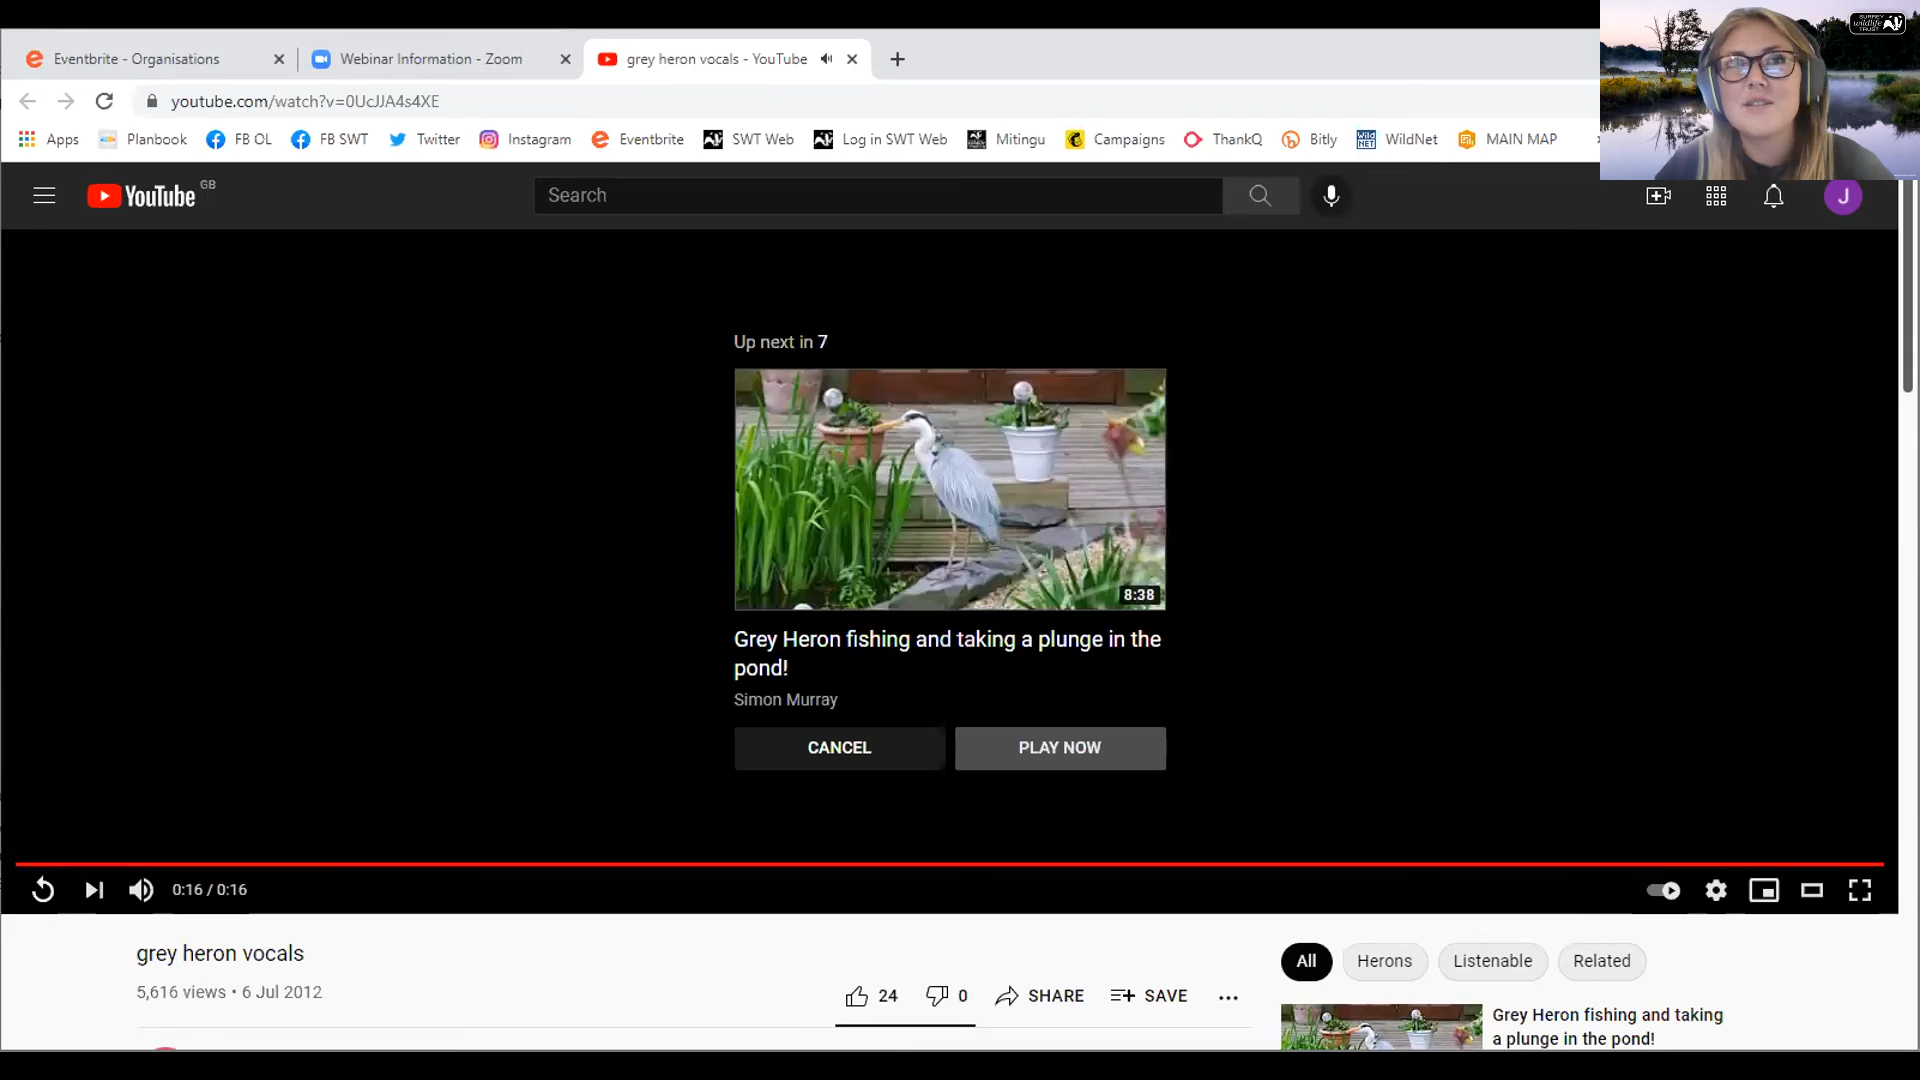 Eventbrite - Organisations
Webinar Information - Zoom
grey heron vocals - YouTube
youtube.com/watch?v=0UcJJA4s4XE
Apps Planbook FB OL FB SWT Twitter Instagram Eventbrite SWT Web Log in SWT Web Mitingu Campaigns ThankQ Bitly WildNet MAIN MAP
SURREY
wildlife
TRUST
YouTube GB
Search
J
Up next in 7
8:38
Grey Heron fishing and taking a plunge in the
pond!
Simon Murray
CANCEL
PLAY NOW
0:16 / 0:16
grey heron vocals
5,616 views • 6 Jul 2012
24 0 SHARE SAVE
All Herons Listenable Related
Grey Heron fishing and taking
a plunge in the pond!